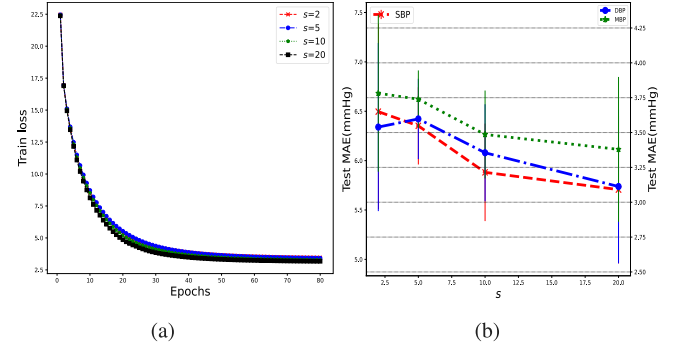 22.5
20.0
17.5
15.0
12.5
10.0
7.5
5.0
2.5
0
10
20
30
40
50
60
70
80
Train loss
Epochs
s=2
s=5
s=10
s=20
(a)
7.5
7.0
6.5
6.0
5.5
5.0
2.5
5.0
7.5
10.0
12.5
15.0
17.5
20.0
4.25
4.00
3.75
3.50
3.25
3.00
2.75
2.50
Test MAE(mmHg)
s
Test MAE(mmHg)
SBP
DBP
MBP
(b)